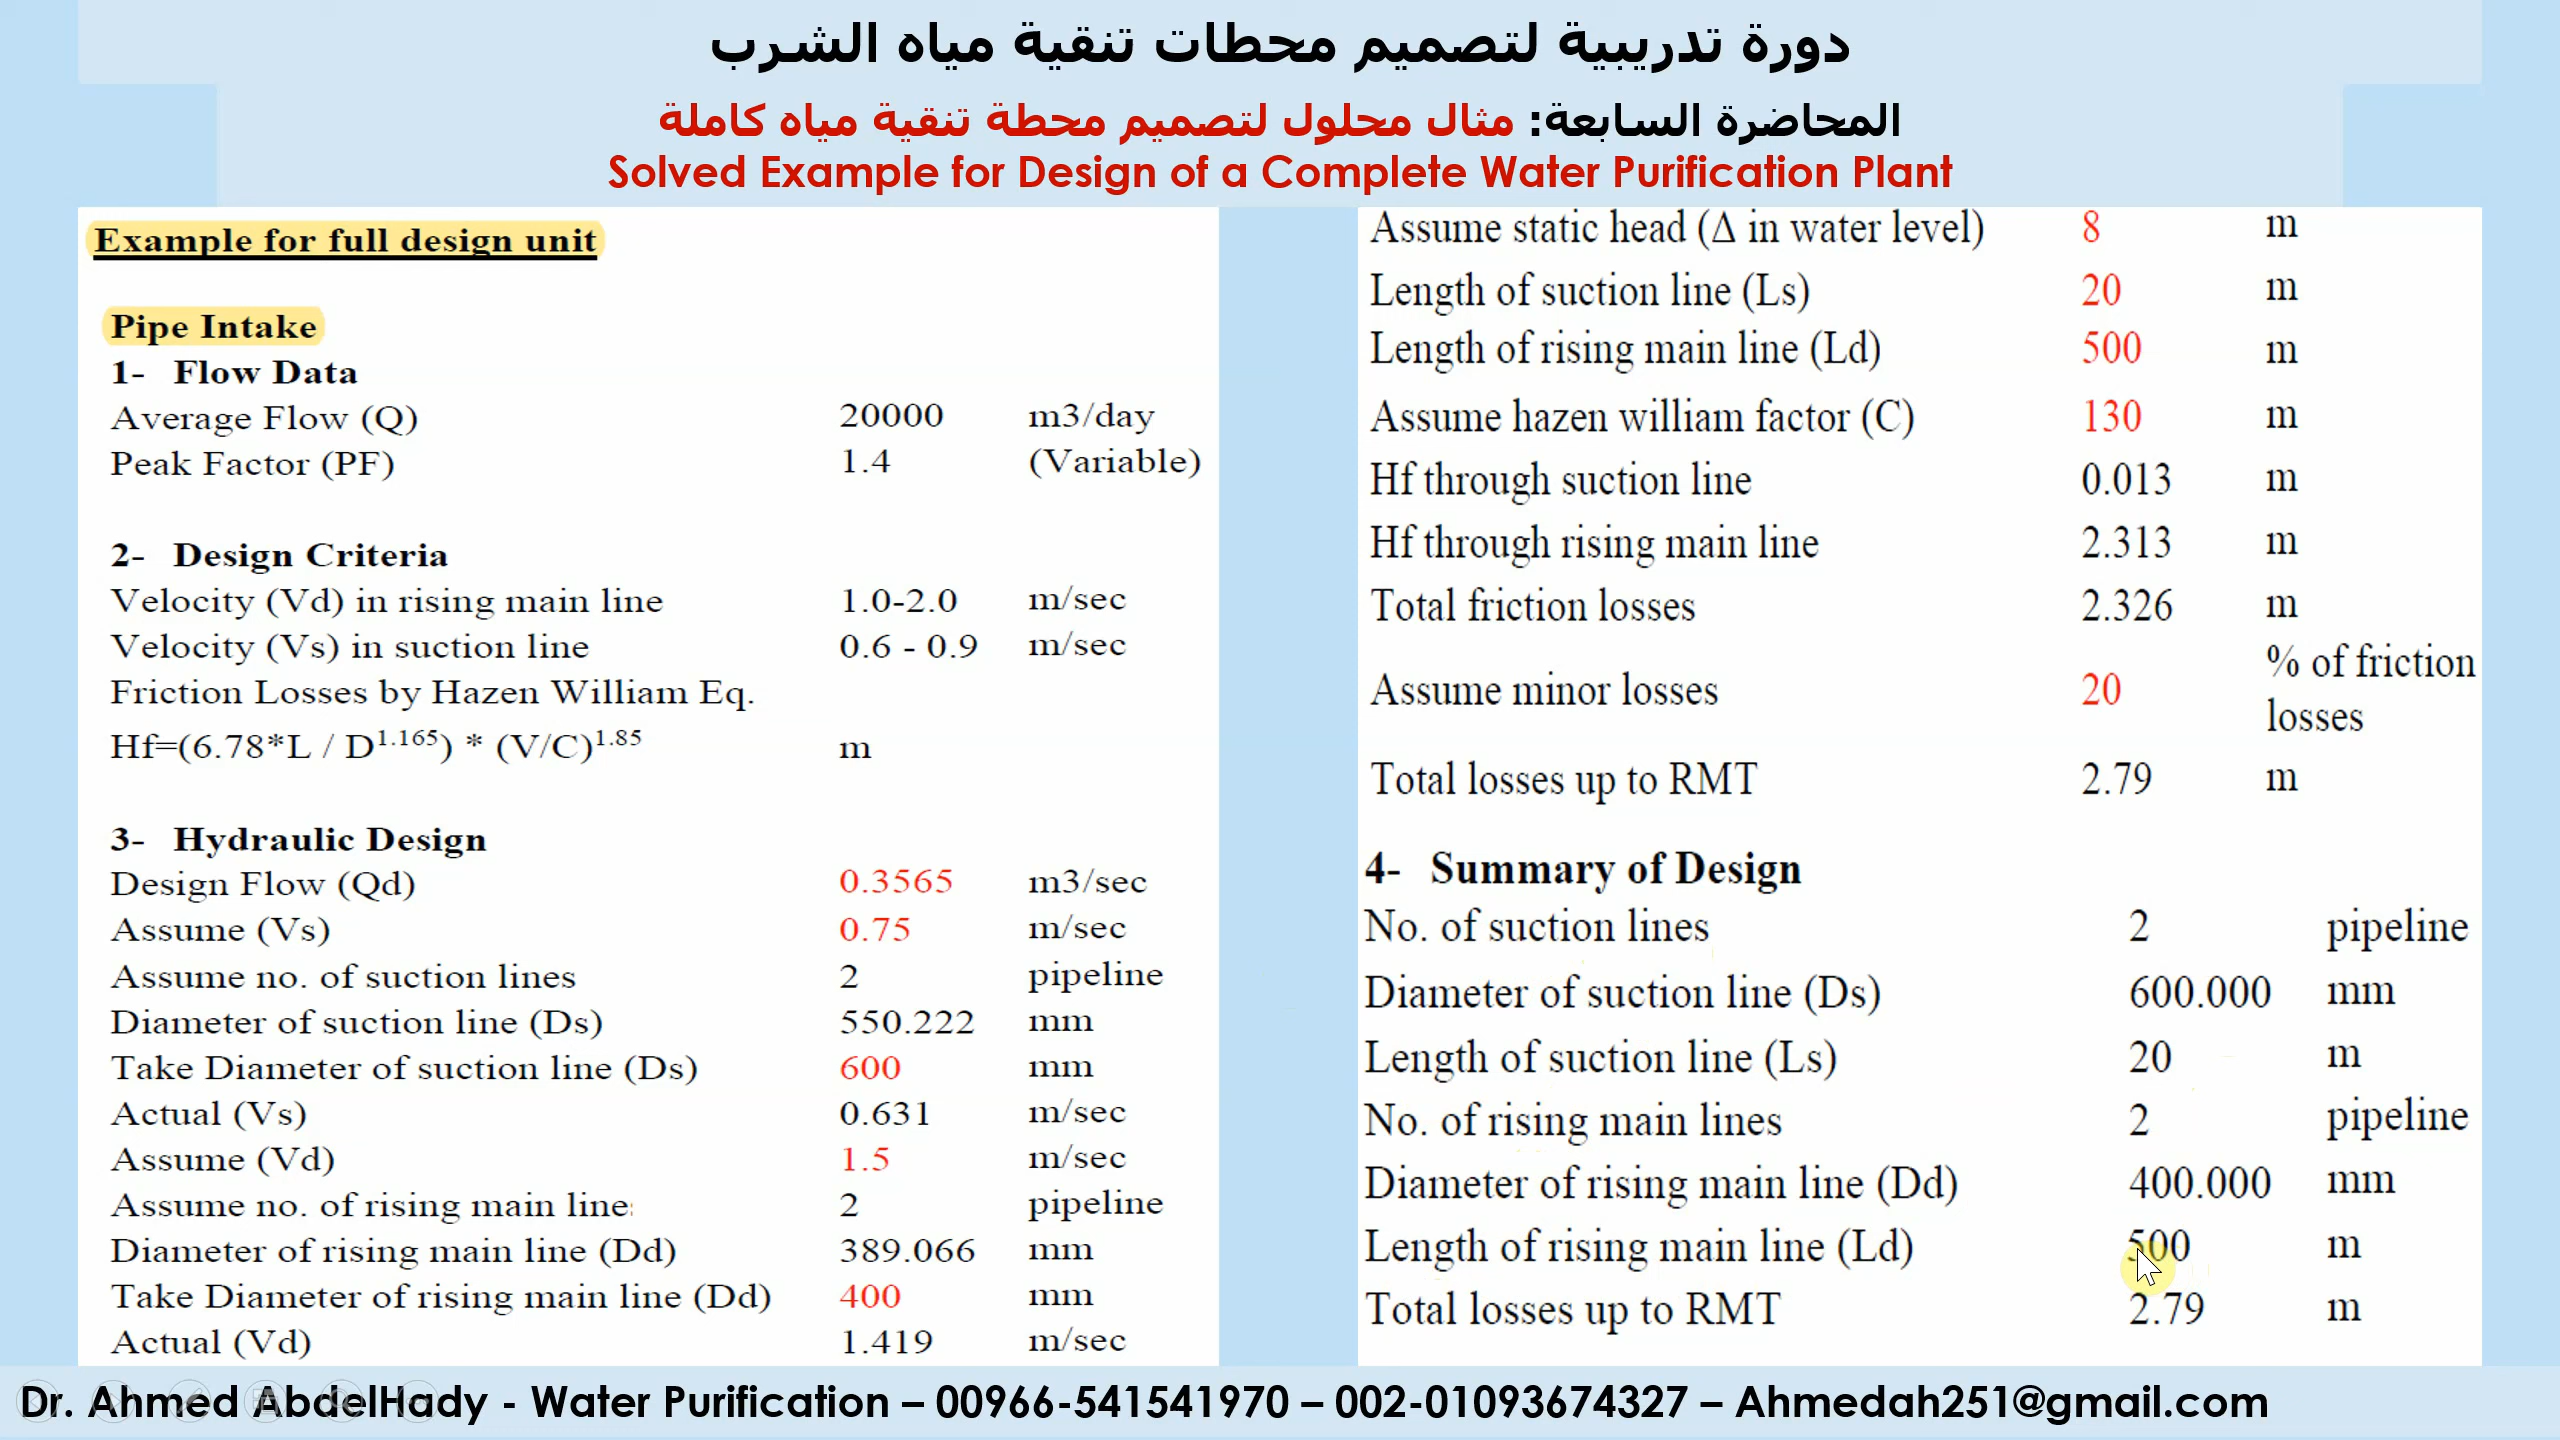 دورة تدريبية لتصميم محطات تنقية مياه الشرب
المحاضرة السابعة: مثال محلول لتصميم محطة تنقية مياه كاملة
Solved Example for Design of a Complete Water Purification Plant
Example for full design unit
Pipe Intake
1- Flow Data
Average Flow (Q) 20000 m3/day
Peak Factor (PF) 1.4 (Variable)
2- Design Criteria
Velocity (Vd) in rising main line 1.0-2.0 m/sec
Velocity (Vs) in suction line 0.6 - 0.9 m/sec
Friction Losses by Hazen William Eq.
Hf=(6.78*L / D^1.165) * (V/C)^1.85 m
3- Hydraulic Design
Design Flow (Qd) 0.3565 m3/sec
Assume (Vs) 0.75 m/sec
Assume no. of suction lines 2 pipeline
Diameter of suction line (Ds) 550.222 mm
Take Diameter of suction line (Ds) 600 mm
Actual (Vs) 0.631 m/sec
Assume (Vd) 1.5 m/sec
Assume no. of rising main line 2 pipeline
Diameter of rising main line (Dd) 389.066 mm
Take Diameter of rising main line (Dd) 400 mm
Actual (Vd) 1.419 m/sec
Assume static head (Δ in water level) 8 m
Length of suction line (Ls) 20 m
Length of rising main line (Ld) 500 m
Assume hazen william factor (C) 130 m
Hf through suction line 0.013 m
Hf through rising main line 2.313 m
Total friction losses 2.326 m
Assume minor losses 20 % of friction losses
Total losses up to RMT 2.79 m
4- Summary of Design
No. of suction lines 2 pipeline
Diameter of suction line (Ds) 600.000 mm
Length of suction line (Ls) 20 m
No. of rising main lines 2 pipeline
Diameter of rising main line (Dd) 400.000 mm
Length of rising main line (Ld) 500 m
Total losses up to RMT 2.79 m
Dr. Ahmed AbdelHady - Water Purification – 00966-541541970 – 002-01093674327 – Ahmedah251@gmail.com